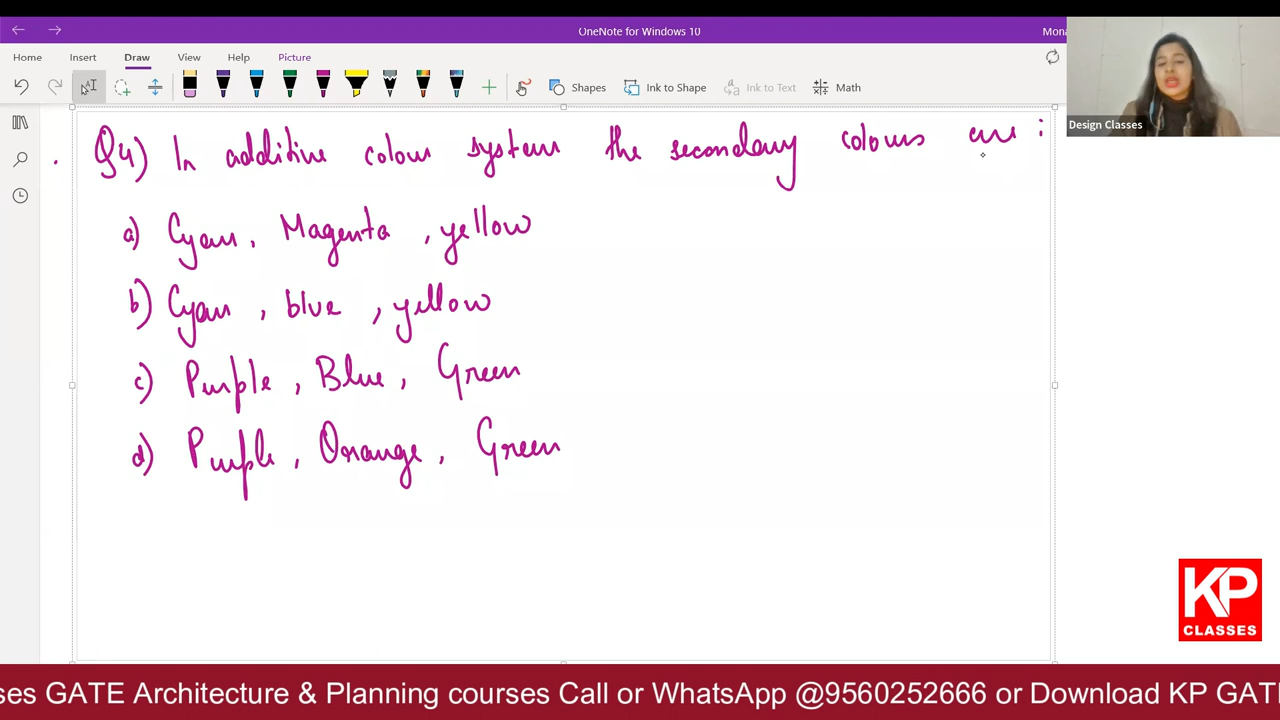 OneNote for Windows 10
Mona
Home Insert Draw View Help Picture
Shapes Ink to Shape Ink to Text Math
Design Classes
Q4) In additive colour system the secondary colours are :
a) Cyan, Magenta, yellow
b) Cyan, blue, yellow
c) Purple, Blue, Green
d) Purple, Orange, Green
KP
CLASSES
ses GATE Architecture & Planning courses Call or WhatsApp @9560252666 or Download KP GAT